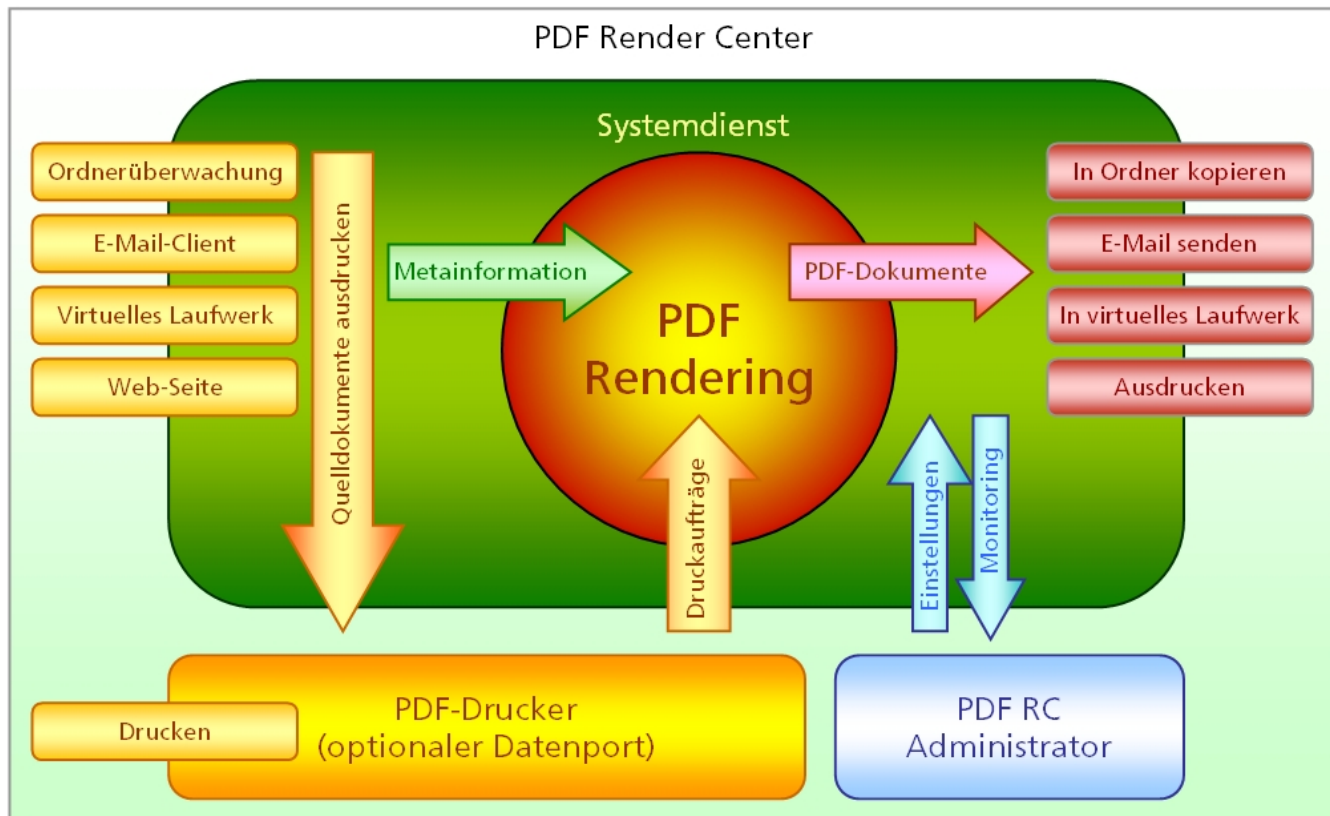 PDF Render Center
Systemdienst
Ordnerüberwachung
E-Mail-Client
Virtuelles Laufwerk
Web-Seite
Quelldokumente ausdrucken
Metainformation
PDF
Rendering
PDF-Dokumente
In Ordner kopieren
E-Mail senden
In virtuelles Laufwerk
Ausdrucken
Druckaufträge
Einstellungen
Monitoring
Drucken
PDF-Drucker
(optionaler Datenport)
PDF RC
Administrator